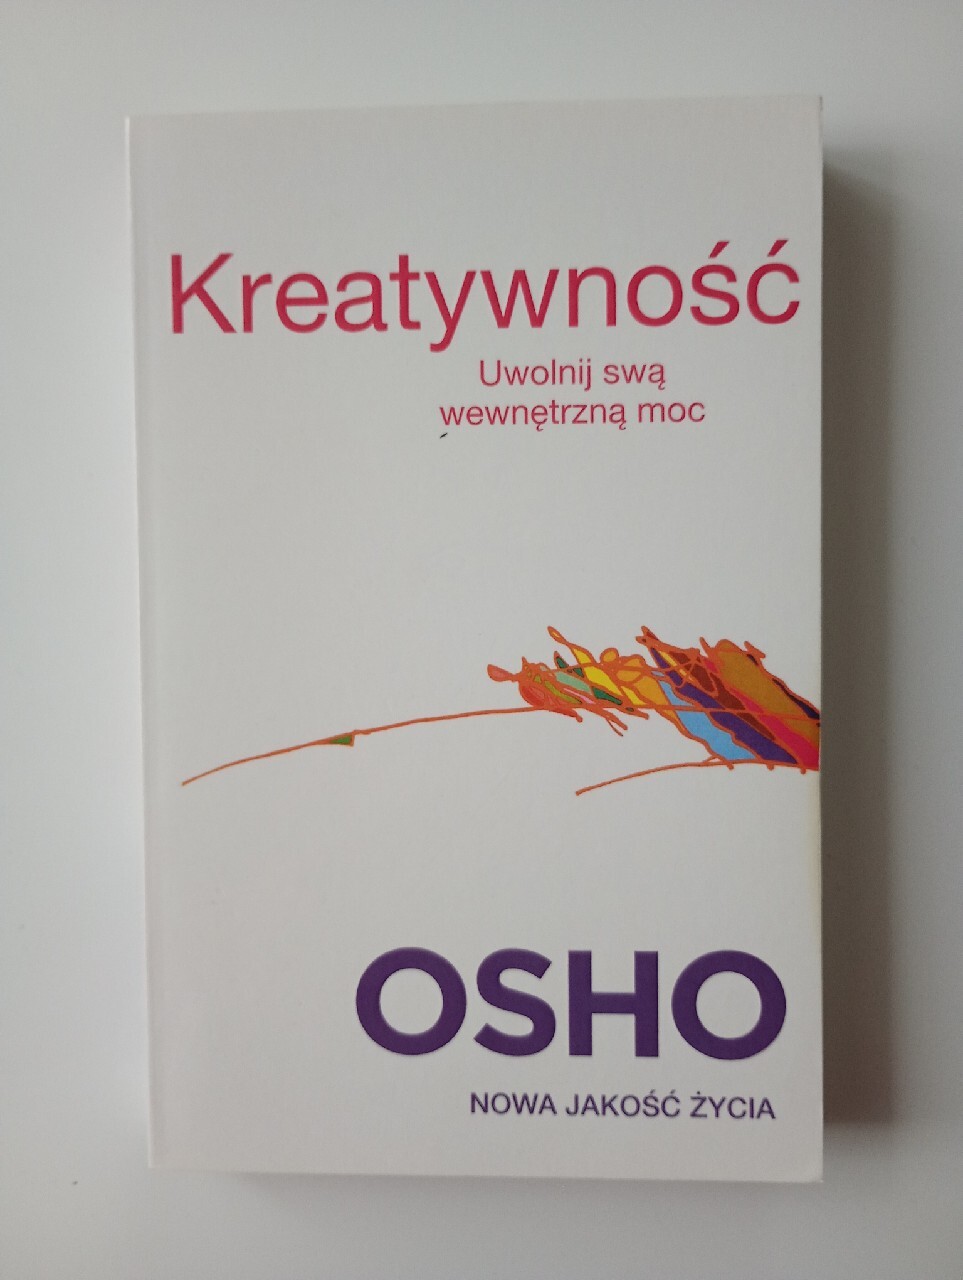 Kreatywność
Uwolnij swą
wewnętrzną moc
OSHO
NOWA JAKOŚĆ ŻYCIA